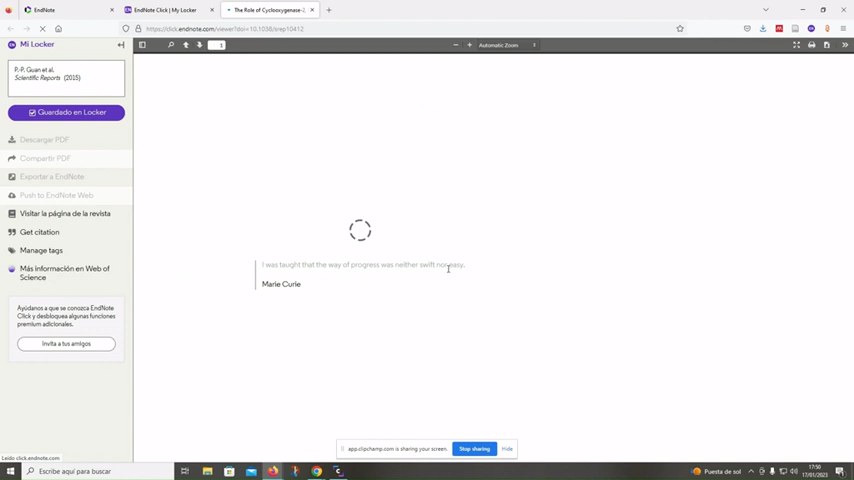 EndNote
EndNote Click | My Locker
The Role of Cyclooxygenase-2
https://click.endnote.com/viewer?doi=10.1038/srep10412
Mi Locker
1
Automatic Zoom
P.-P. Guan et al.
Scientific Reports (2015)
Guardado en Locker
Descargar PDF
Compartir PDF
Exportar a EndNote
Push to EndNote Web
Visitar la página de la revista
Get citation
Manage tags
Más información en Web of
Science
Ayúdanos a que se conozca EndNote
Click y desbloquea algunas funciones
premium adicionales.
Invita a tus amigos
I was taught that the way of progress was neither swift nor easy.
Marie Curie
app.clipchamp.com is sharing your screen.
Stop sharing
Hide
Leído click.endnote.com
Escribe aquí para buscar
Puesta de sol
17:50
17/01/2023